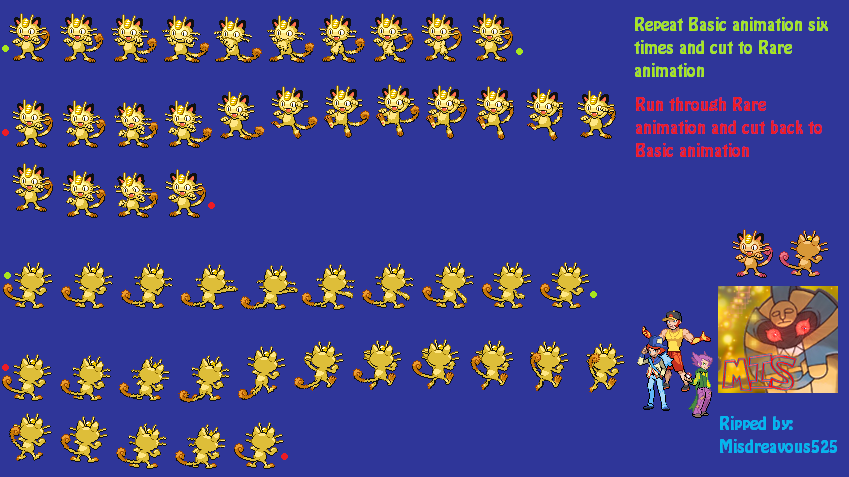 Repeat Basic animation six
times and cut to Rare
animation
Run through Rare
animation and cut back to
Basic animation
MTS
Ripped by:
Misdreavous525